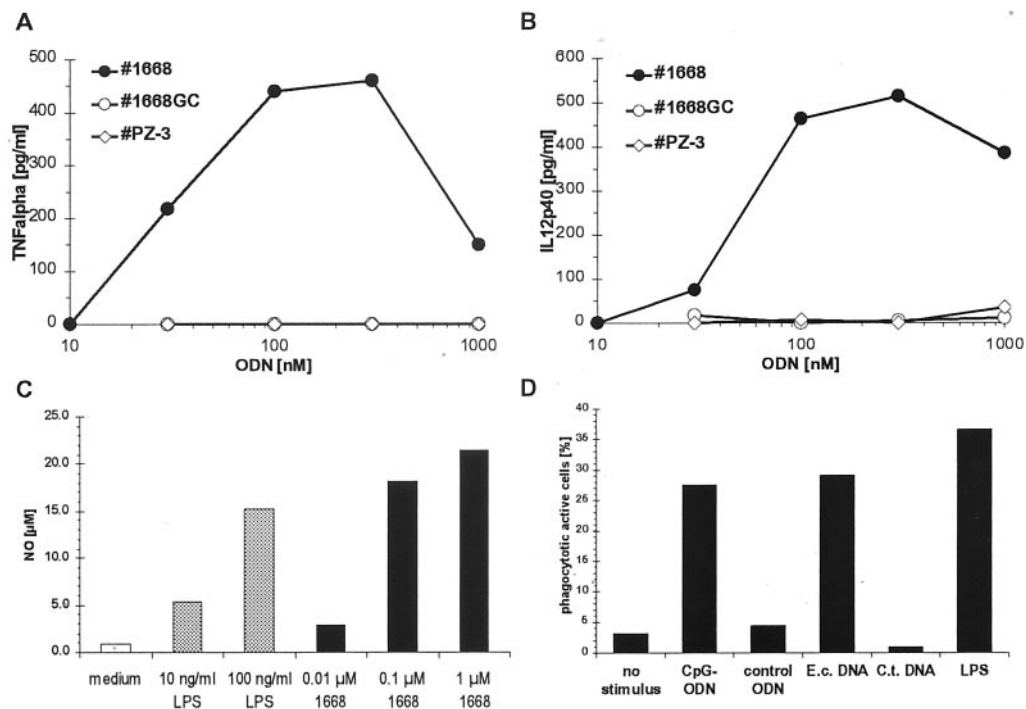 A
TNFalpha [pg/ml]
500
400
300
200
100
0
#1668
#1668GC
#PZ-3
10
100
1000
ODN [nM]
B
IL12p40 [pg/ml]
600
500
400
300
200
100
0
#1668
#1668GC
#PZ-3
10
100
1000
ODN [nM]
C
NO [µM]
25.0
20.0
15.0
10.0
5.0
0.0
medium
10 ng/ml
LPS
100 ng/ml
LPS
0.01 µM
1668
0.1 µM
1668
1 µM
1668
D
phagocytotic active cells [%]
40
36
30
26
20
15
10
5
0
no
stimulus
CpG-
ODN
control
ODN
E.c. DNA
C.t. DNA
LPS